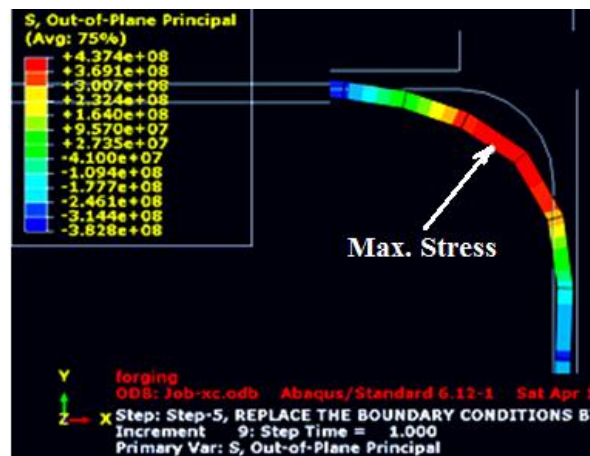 S, Out-of-Plane Principal
(Avg: 75%)
+4.374e+08
+3.691e+08
+3.007e+08
+2.324e+08
+1.640e+08
+9.570e+07
+2.735e+07
-4.100e+07
-1.094e+08
-1.777e+08
-2.461e+08
-3.144e+08
-3.828e+08
Max. Stress
Y
Z X
forging
ODB: Job-xc.odb Abaqus/Standard 6.12-1 Sat Apr 1
Step: Step-5, REPLACE THE BOUNDARY CONDITIONS B
Increment 9: Step Time = 1.000
Primary Var: S, Out-of-Plane Principal